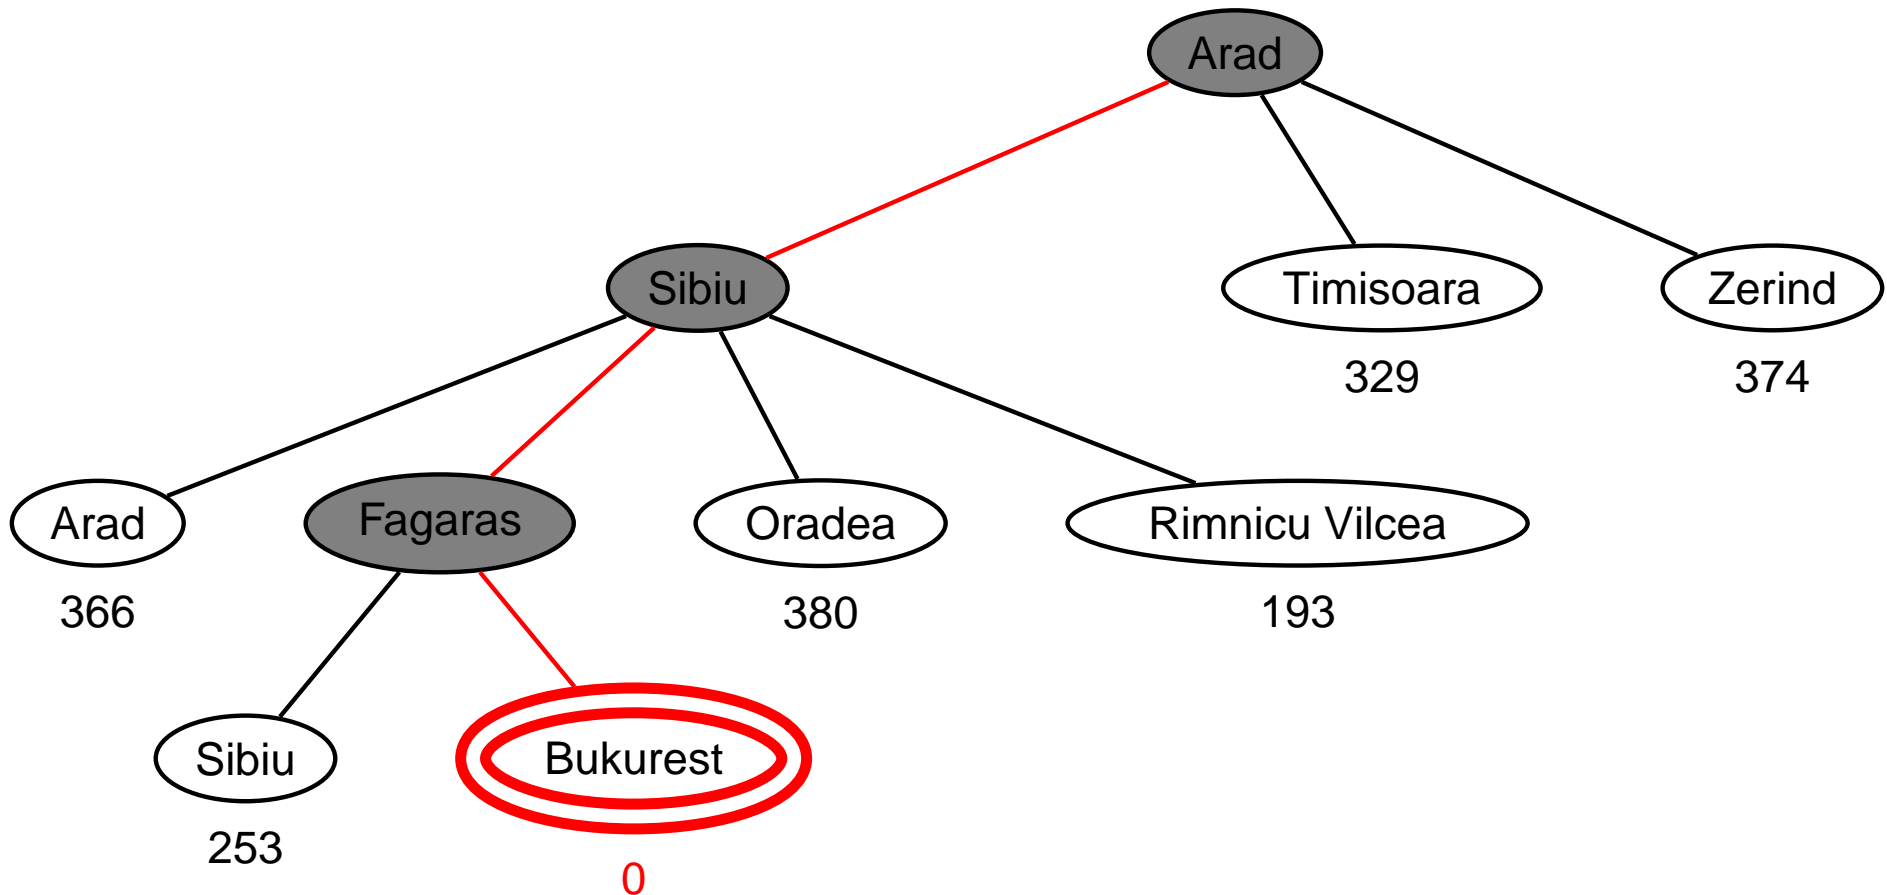 Arad
Sibiu
Timisoara
Zerind
329
374
Arad
Fagaras
Oradea
Rimnicu Vilcea
366
380
193
Sibiu
Bukurest
253
0